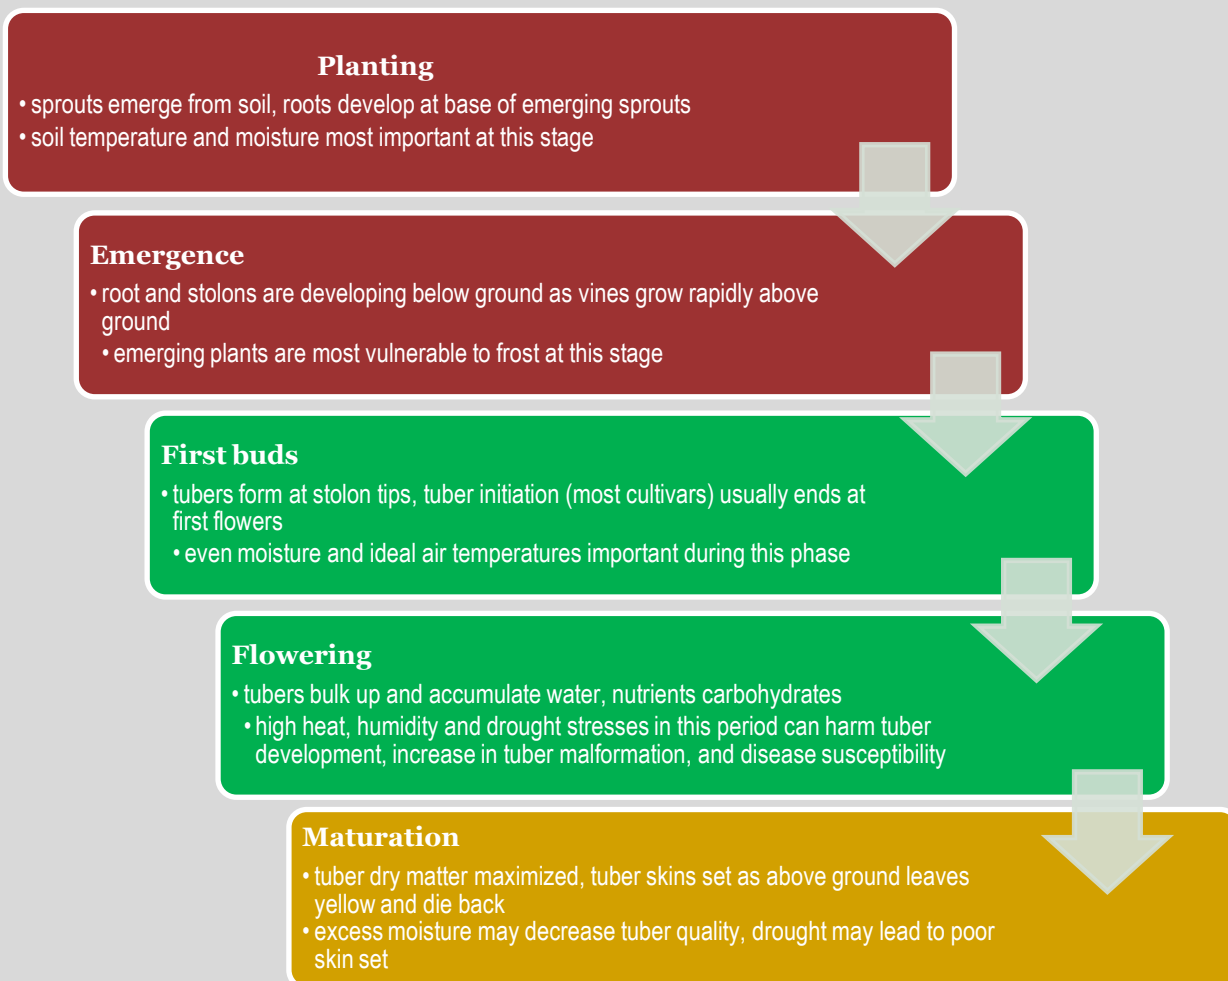 Planting
• sprouts emerge from soil, roots develop at base of emerging sprouts
• soil temperature and moisture most important at this stage
Emergence
• root and stolons are developing below ground as vines grow rapidly above
ground
• emerging plants are most vulnerable to frost at this stage
First buds
• tubers form at stolon tips, tuber initiation (most cultivars) usually ends at
first flowers
• even moisture and ideal air temperatures important during this phase
Flowering
• tubers bulk up and accumulate water, nutrients carbohydrates
• high heat, humidity and drought stresses in this period can harm tuber
development, increase in tuber malformation, and disease susceptibility
Maturation
• tuber dry matter maximized, tuber skins set as above ground leaves
yellow and die back
• excess moisture may decrease tuber quality, drought may lead to poor
skin set